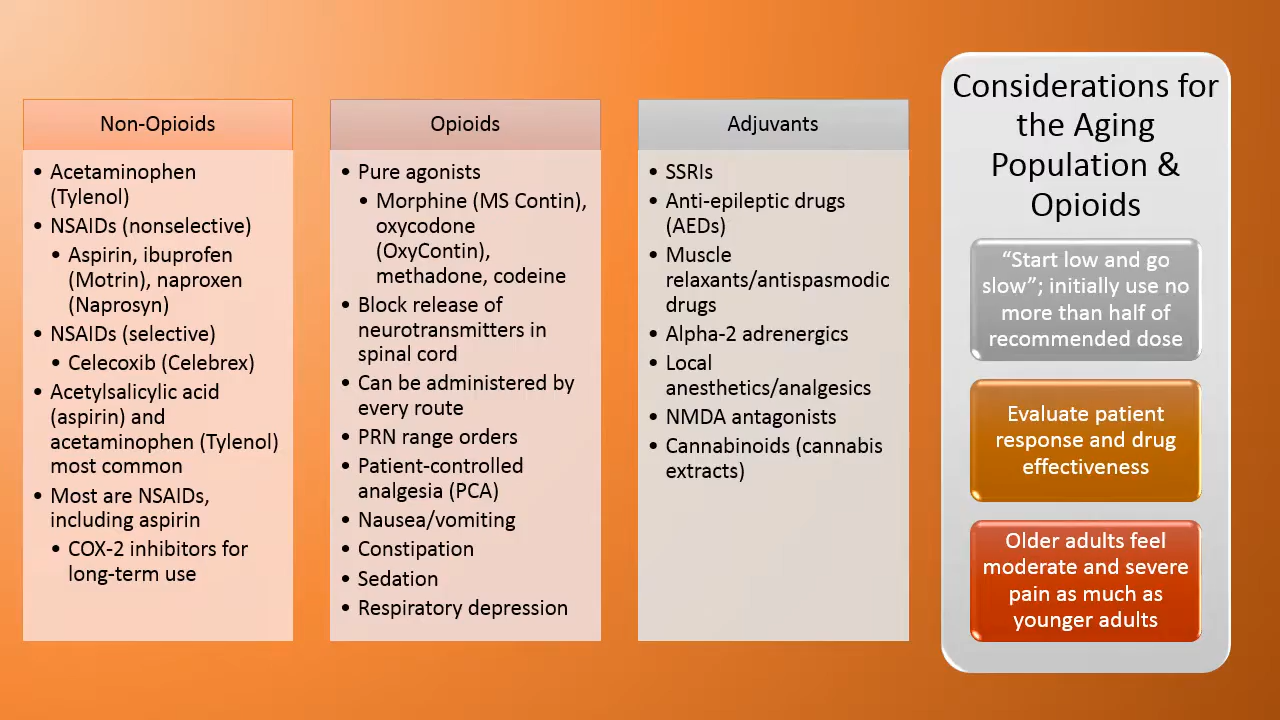 Non-Opioids
• Acetaminophen
(Tylenol)
• NSAIDs (nonselective)
• Aspirin, ibuprofen
(Motrin), naproxen
(Naprosyn)
• NSAIDs (selective)
• Celecoxib (Celebrex)
• Acetylsalicylic acid
(aspirin) and
acetaminophen (Tylenol)
most common
• Most are NSAIDs,
including aspirin
• COX-2 inhibitors for
long-term use
Opioids
• Pure agonists
• Morphine (MS Contin),
oxycodone
(OxyContin),
methadone, codeine
• Block release of
neurotransmitters in
spinal cord
• Can be administered by
every route
• PRN range orders
• Patient-controlled
analgesia (PCA)
• Nausea/vomiting
• Constipation
• Sedation
• Respiratory depression
Adjuvants
• SSRIs
• Anti-epileptic drugs
(AEDs)
• Muscle
relaxants/antispasmodic
drugs
• Alpha-2 adrenergics
• Local
anesthetics/analgesics
• NMDA antagonists
• Cannabinoids (cannabis
extracts)
Considerations for
the Aging
Population &
Opioids
“Start low and go
slow”; initially use no
more than half of
recommended dose
Evaluate patient
response and drug
effectiveness
Older adults feel
moderate and severe
pain as much as
younger adults